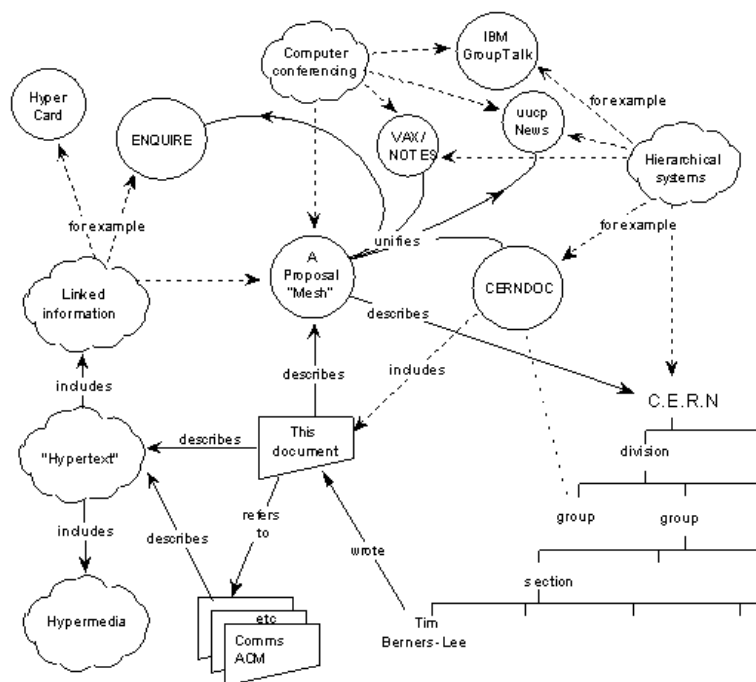 IBM
GroupTalk
Computer
conferencing
Hyper
Card
for example
uucp
News
ENQUIRE
VAX/
NOTES
Hierarchical
systems
for example
unifies
for example
A
Proposal
"Mesh"
CERNDOC
Linked
information
describes
includes
describes
includes
C.E.R.N
This
document
describes
"Hypertext"
division
refers
to
group
group
includes
describes
wrote
section
etc
Hypermedia
Comms
ACM
Tim
Berners-Lee